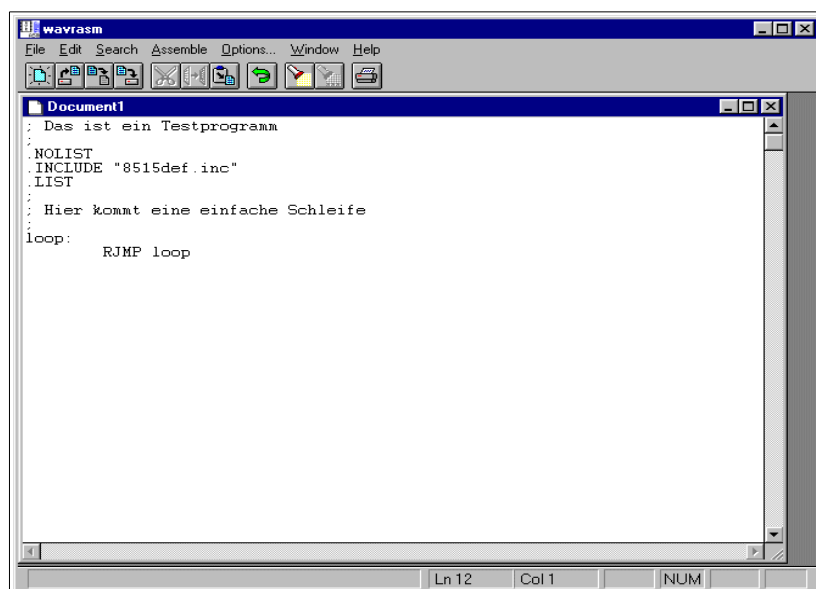 wavrasm
File Edit Search Assemble Options... Window Help
Document1
; Das ist ein Testprogramm
;
.NOLIST
.INCLUDE "8515def.inc"
.LIST
;
; Hier kommt eine einfache Schleife
;
loop:
RJMP loop
Ln 12 Col 1 NUM